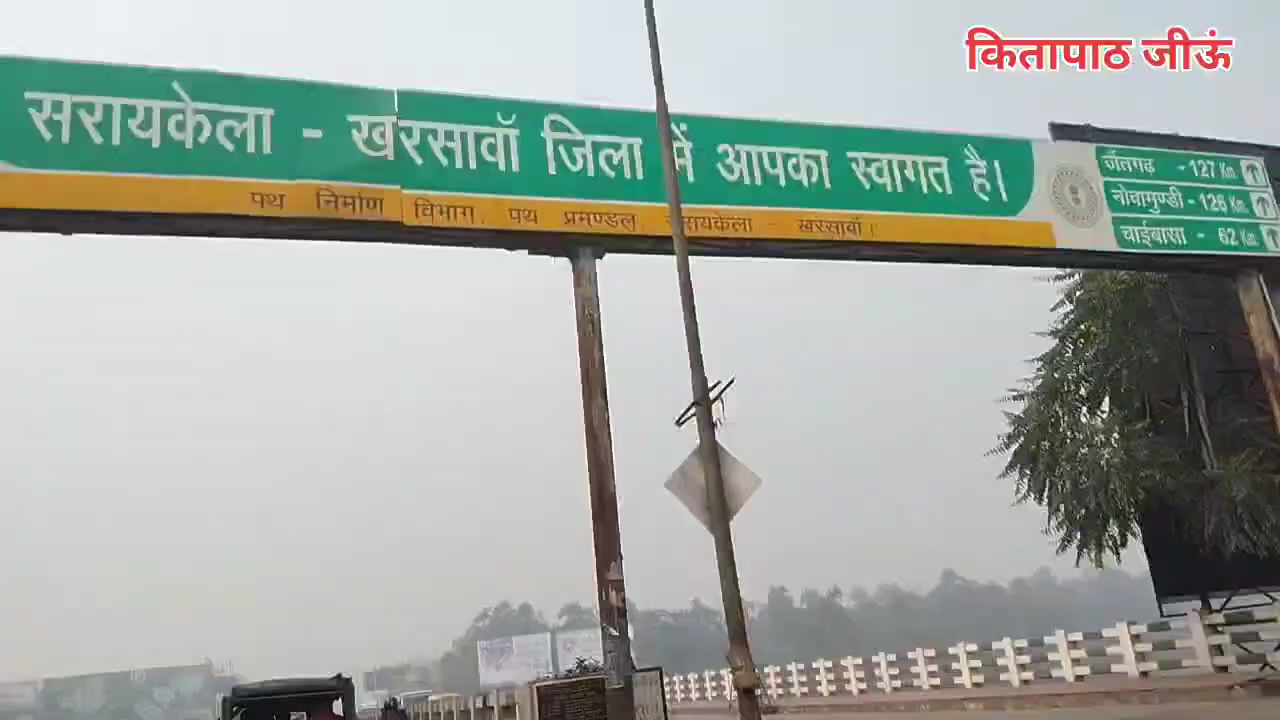 कितापाठ जीऊं
सरायकेला - खरसावाॅ जिला में आपका स्वागत है।
पथ निर्माण विभाग, पथ प्रमण्डल, सरायकेला - खरसावाॅ।
जैंतगढ़ - 127 Km.
नोवामुण्डी - 126 Km.
चाईबासा - 62 Km.